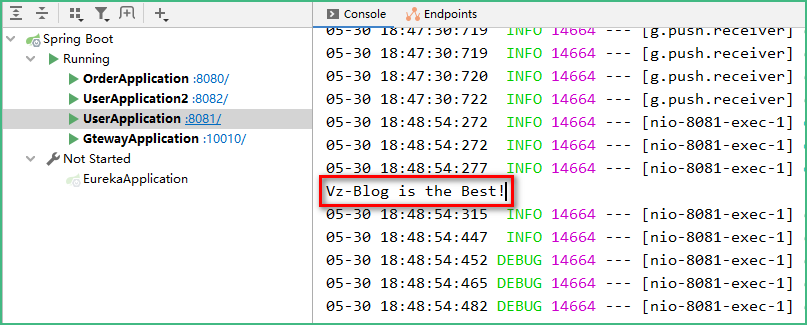 Console Endpoints
Spring Boot
Running
OrderApplication :8080/
UserApplication2 :8082/
UserApplication :8081/
GtewayApplication :10010/
Not Started
EurekaApplication
05-30 18:47:30:719 INFO 14664 --- [g.push.receiver]
05-30 18:47:30:719 INFO 14664 --- [g.push.receiver]
05-30 18:47:30:720 INFO 14664 --- [g.push.receiver]
05-30 18:47:30:722 INFO 14664 --- [g.push.receiver]
05-30 18:48:54:272 INFO 14664 --- [nio-8081-exec-1]
05-30 18:48:54:272 INFO 14664 --- [nio-8081-exec-1]
05-30 18:48:54:277 INFO 14664 --- [nio-8081-exec-1]
Vz-Blog is the Best!
05-30 18:48:54:315 INFO 14664 --- [nio-8081-exec-1]
05-30 18:48:54:447 INFO 14664 --- [nio-8081-exec-1]
05-30 18:48:54:452 DEBUG 14664 --- [nio-8081-exec-1]
05-30 18:48:54:465 DEBUG 14664 --- [nio-8081-exec-1]
05-30 18:48:54:482 DEBUG 14664 --- [nio-8081-exec-1]